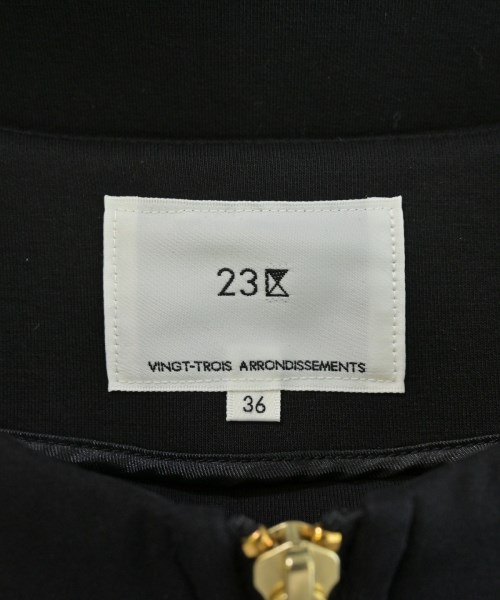 23区
VINGT-TROIS ARRONDISSEMENTS
36